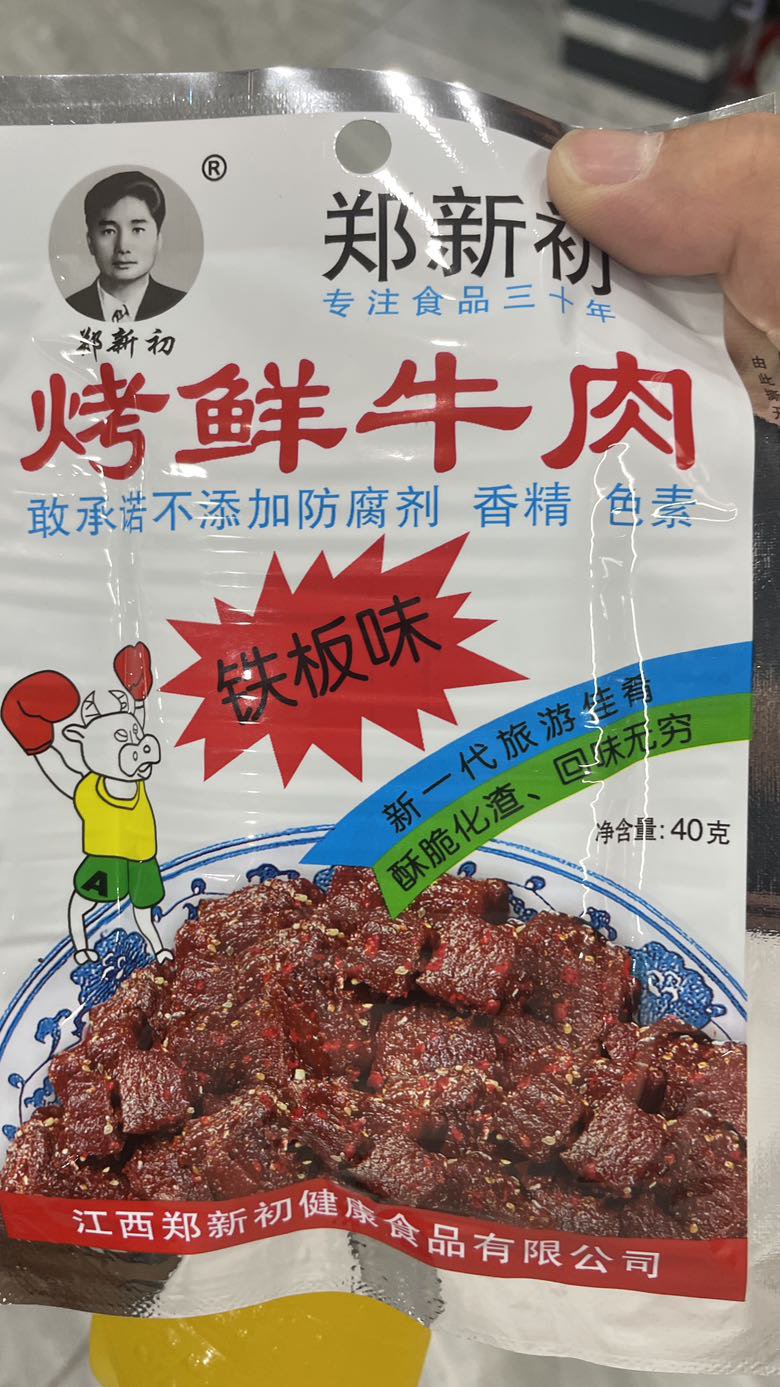 ®
郑新初
专注食品三十年
郑新初
烤鲜牛肉
敢承诺不添加防腐剂 香精 色素
铁板味
新一代旅游佳肴
酥脆化渣、回味无穷
净含量:40克
A
江西郑新初健康食品有限公司
由此撕